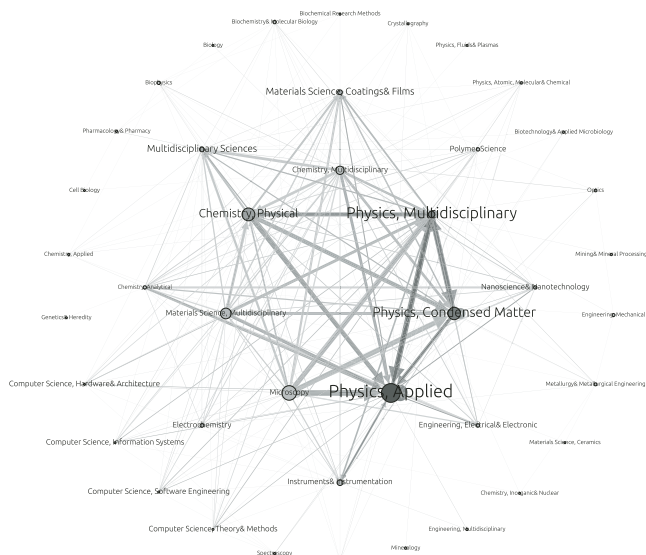 Biochemical Research Methods
Biochemistry& Molecular Biology
Crystallography
Biology
Physics, Fluids& Plasmas
Biophysics
Physics, Atomic, Molecular& Chemical
Materials Science, Coatings& Films
Pharmacology& Pharmacy
Biotechnology& Applied Microbiology
Multidisciplinary Sciences
Polymer Science
Chemistry, Multidisciplinary
Cell Biology
Optics
Chemistry, Physical
Physics, Multidisciplinary
Chemistry, Applied
Mining& Mineral Processing
Chemistry, Analytical
Nanoscience& Nanotechnology
Materials Science, Multidisciplinary
Physics, Condensed Matter
Genetics& Heredity
Engineering, Mechanical
Computer Science, Hardware& Architecture
Metallurgy& Metallurgical Engineering
Microscopy
Physics, Applied
Electrochemistry
Engineering, Electrical& Electronic
Computer Science, Information Systems
Materials Science, Ceramics
Instruments& Instrumentation
Computer Science, Software Engineering
Chemistry, Inorganic& Nuclear
Computer Science, Theory& Methods
Engineering, Multidisciplinary
Spectroscopy
Mineralogy